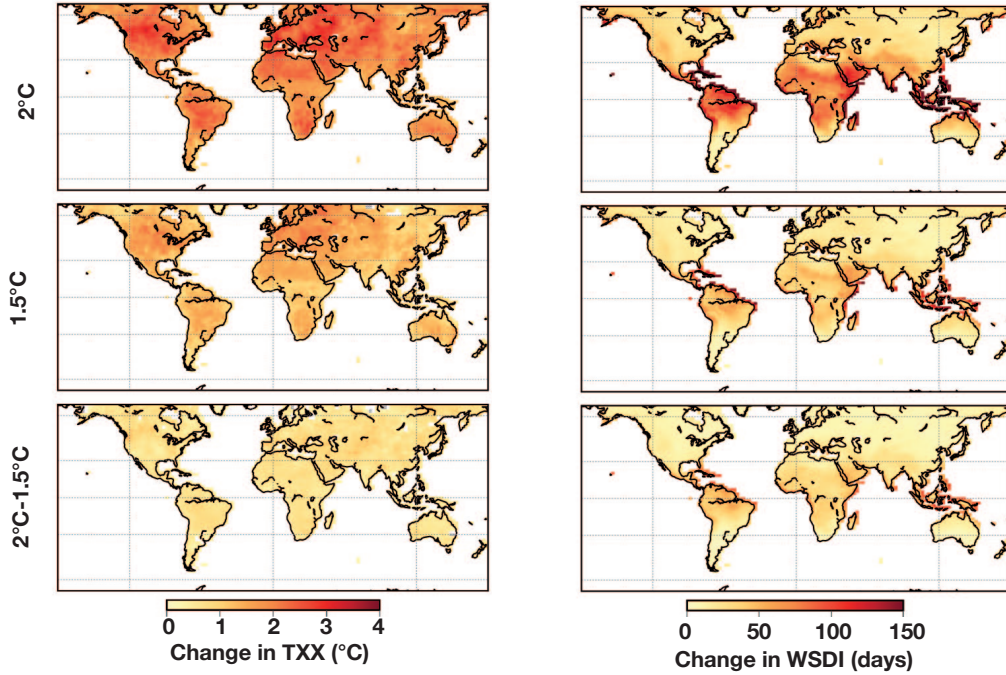 2°C
1.5°C
2°C-1.5°C
0 1 2 3 4
Change in TXX (°C)
0 50 100 150
Change in WSDI (days)